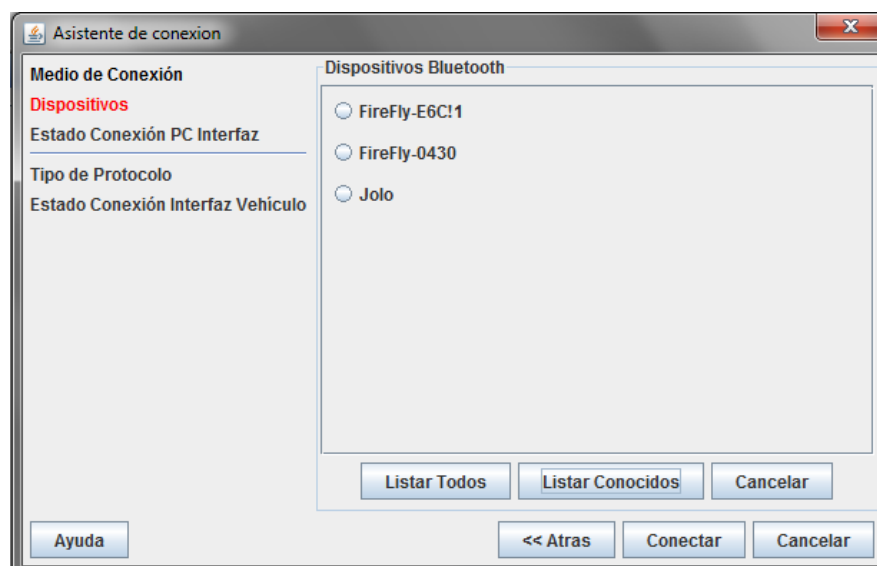 Asistente de conexion
Medio de Conexión
Dispositivos
Estado Conexión PC Interfaz
Tipo de Protocolo
Estado Conexión Interfaz Vehículo
Dispositivos Bluetooth
FireFly-E6C!1
FireFly-0430
Jolo
Listar Todos Listar Conocidos Cancelar
Ayuda << Atras Conectar Cancelar